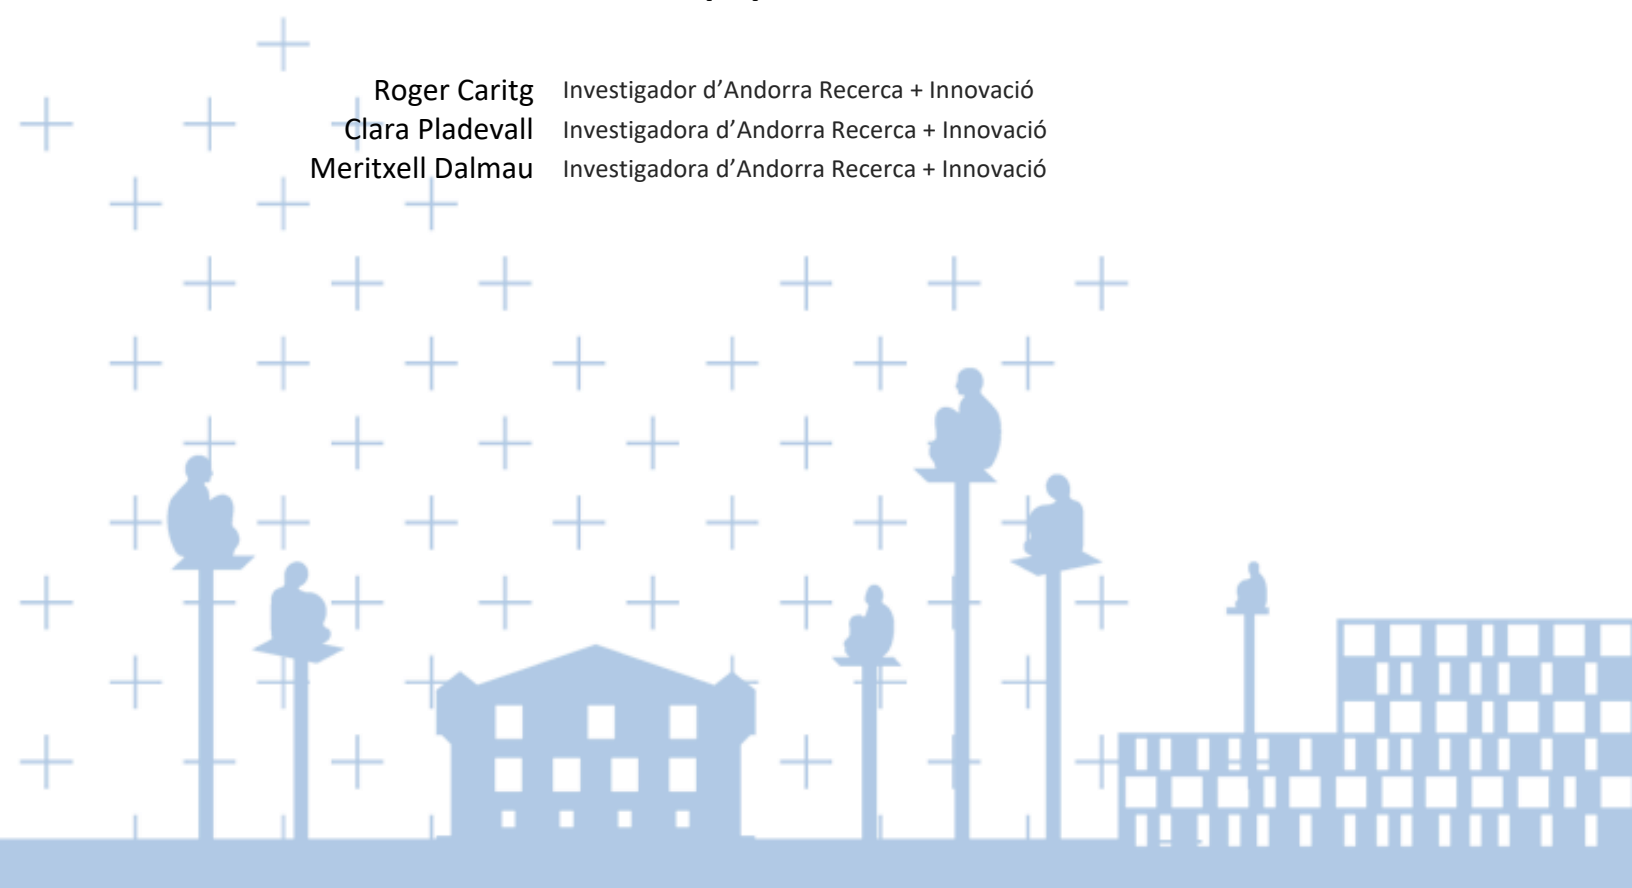 Roger Caritg Investigador d’Andorra Recerca + Innovació
Clara Pladevall Investigadora d’Andorra Recerca + Innovació
Meritxell Dalmau Investigadora d’Andorra Recerca + Innovació